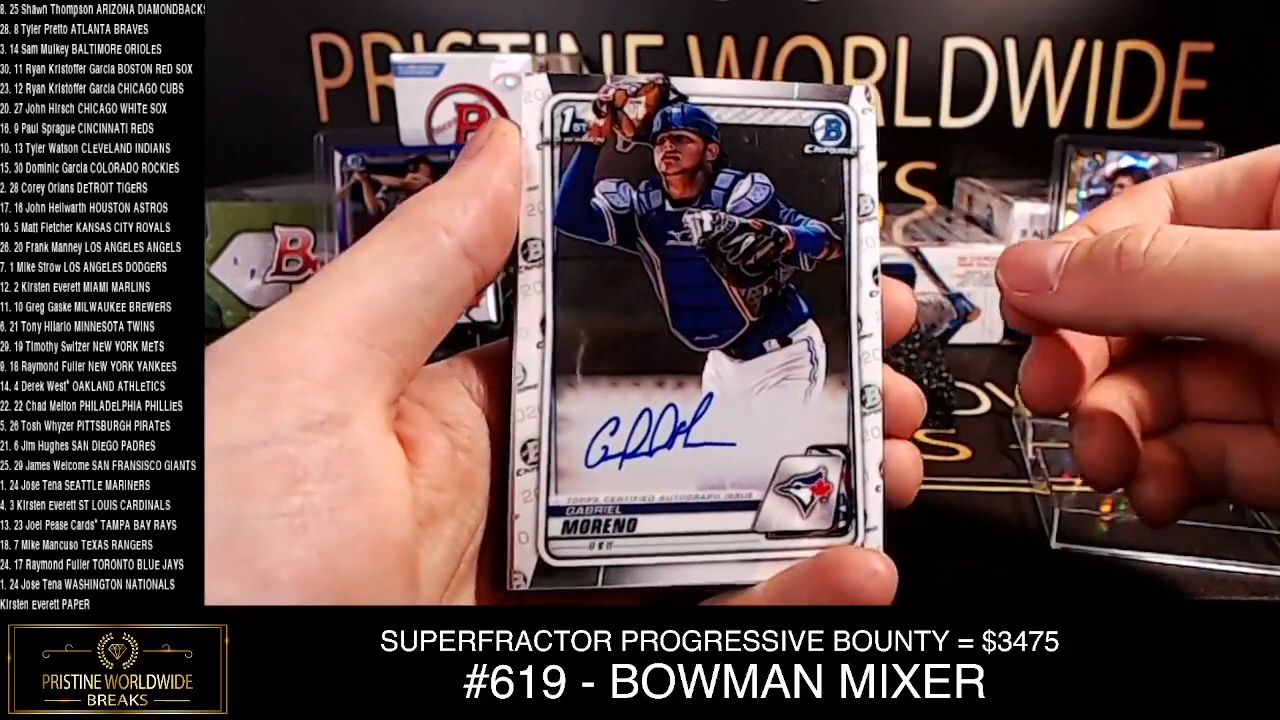 8. 25 Shawn Thompson ARIZONA DIAMONDBACKS
28. 8 Tyler Pretto ATLANTA BRAVES
3. 14 Sam Mulkey BALTIMORE ORIOLES
30. 11 Ryan Kristoffer Garcia BOSTON RED SOX
23. 12 Ryan Kristoffer Garcia CHICAGO CUBS
20. 27 John Hirsch CHICAGO WHITE SOX
16. 9 Paul Sprague CINCINNATI REDS
10. 13 Tyler Watson CLEVELAND INDIANS
15. 30 Dominic Garcia COLORADO ROCKIES
2. 28 Corey Orians DETROIT TIGERS
17. 16 John Hellwarth HOUSTON ASTROS
19. 5 Matt Fletcher KANSAS CITY ROYALS
26. 20 Frank Manney LOS ANGELES ANGELS
7. 1 Mike Strow LOS ANGELES DODGERS
12. 2 Kirsten Everett MIAMI MARLINS
11. 10 Greg Gaske MILWAUKEE BREWERS
6. 21 Tony Hilario MINNESOTA TWINS
29. 19 Timothy Switzer NEW YORK METS
9. 18 Raymond Fuller NEW YORK YANKEES
14. 4 Derek West* OAKLAND ATHLETICS
22. 22 Chad Melton PHILADELPHIA PHILLIES
5. 26 Tosh Whyzer PITTSBURGH PIRATES
21. 6 Jim Hughes SAN DIEGO PADRES
25. 29 James Welcome SAN FRANSISCO GIANTS
1. 24 Jose Tena SEATTLE MARINERS
4. 3 Kirsten Everett ST LOUIS CARDINALS
13. 23 Joel Pease Cards* TAMPA BAY RAYS
18. 7 Mike Mancuso TEXAS RANGERS
24. 17 Raymond Fuller TORONTO BLUE JAYS
1. 24 Jose Tena WASHINGTON NATIONALS
Kirsten Everett PAPER
PRISTINE WORLDWIDE
1ST
B
CHROME
TOPPS CERTIFIED AUTOGRAPH ISSUE
GABRIEL
MORENO
PRISTINE WORLDWIDE
BREAKS
SUPERFRACTOR PROGRESSIVE BOUNTY = $3475
#619 - BOWMAN MIXER